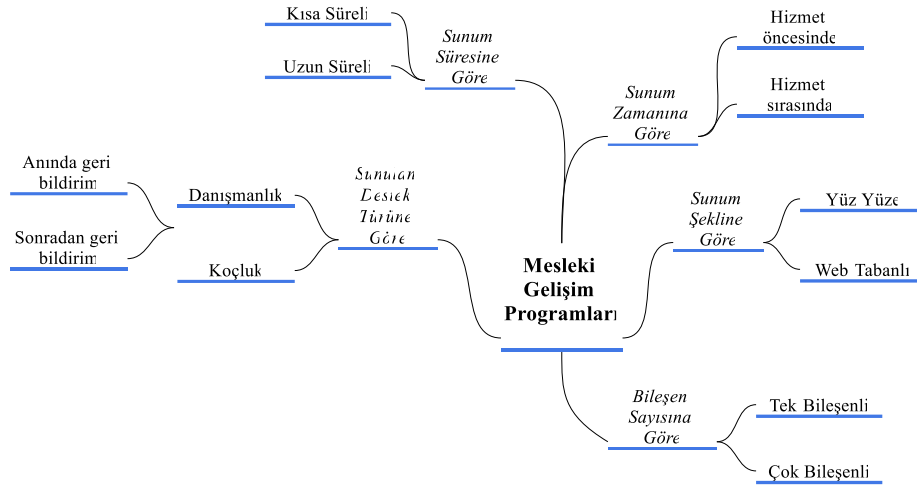 Kısa Süreli
Uzun Süreli
Sunum
Süresine
Göre
Hizmet
öncesinde
Hizmet
sırasında
Sunum
Zamanına
Göre
Anında geri
bildirim
Sonradan geri
bildirim
Danışmanlık
Koçluk
Sunulan
Destek
Türüne
Göre
Sunum
Şekline
Göre
Yüz Yüze
Web Tabanlı
Mesleki
Gelişim
Programları
Bileşen
Sayısına
Göre
Tek Bileşenli
Çok Bileşenli